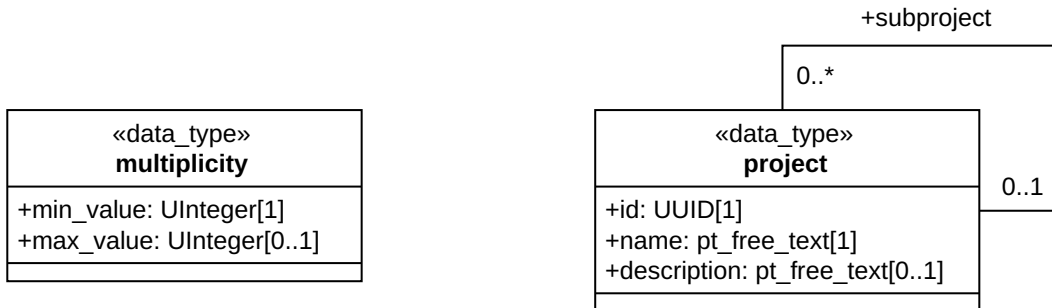 +subproject
0..*
«data_type»
multiplicity
+min_value: UInteger[1]
+max_value: UInteger[0..1]
«data_type»
project
0..1
+id: UUID[1]
+name: pt_free_text[1]
+description: pt_free_text[0..1]